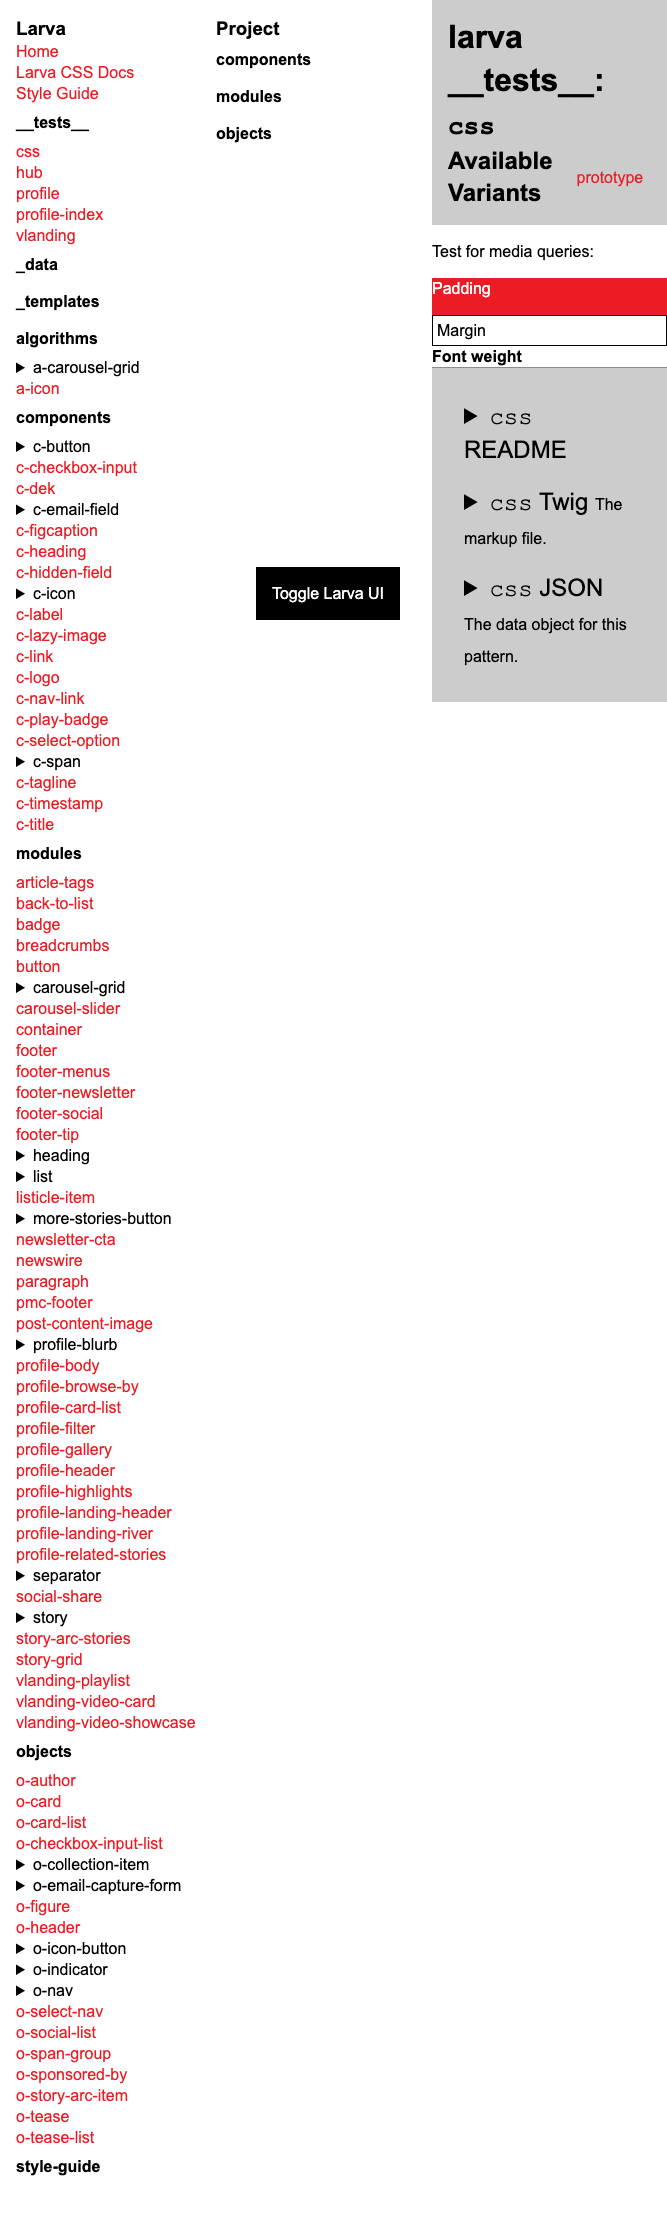 Larva
Home
Larva CSS Docs
Style Guide
__tests__
css
hub
profile
profile-index
vlanding
_data
_templates
algorithms
a-carousel-grid
a-icon
components
c-button
c-checkbox-input
c-dek
c-email-field
c-figcaption
c-heading
c-hidden-field
c-icon
c-label
c-lazy-image
c-link
c-logo
c-nav-link
c-play-badge
c-select-option
c-span
c-tagline
c-timestamp
c-title
modules
article-tags
back-to-list
badge
breadcrumbs
button
carousel-grid
carousel-slider
container
footer
footer-menus
footer-newsletter
footer-social
footer-tip
heading
list
listicle-item
more-stories-button
newsletter-cta
newswire
paragraph
pmc-footer
post-content-image
profile-blurb
profile-body
profile-browse-by
profile-card-list
profile-filter
profile-gallery
profile-header
profile-highlights
profile-landing-header
profile-landing-river
profile-related-stories
separator
social-share
story
story-arc-stories
story-grid
vlanding-playlist
vlanding-video-card
vlanding-video-showcase
objects
o-author
o-card
o-card-list
o-checkbox-input-list
o-collection-item
o-email-capture-form
o-figure
o-header
o-icon-button
o-indicator
o-nav
o-select-nav
o-social-list
o-span-group
o-sponsored-by
o-story-arc-item
o-tease
o-tease-list
style-guide
Project
components
modules
objects
Toggle Larva UI
larva
__tests__:
css
Available
Variants
prototype
Test for media queries:
Padding
Margin
Font weight
css
README
css Twig The
markup file.
css JSON
The data object for this
pattern.